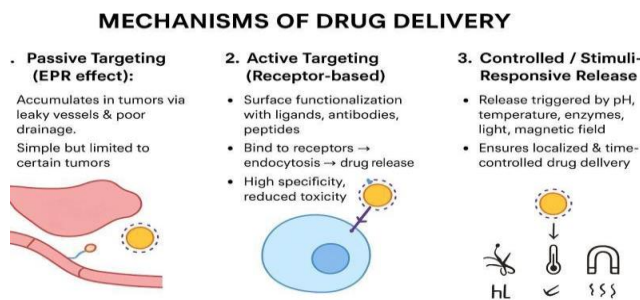 MECHANISMS OF DRUG DELIVERY
. Passive Targeting
(EPR effect):
Accumulates in tumors via
leaky vessels & poor
drainage.
Simple but limited to
certain tumors
2. Active Targeting
(Receptor-based)
• Surface functionalization
with ligands, antibodies,
peptides
• Bind to receptors →
endocytosis → drug release
• High specificity,
reduced toxicity
3. Controlled / Stimuli-
Responsive Release
• Release triggered by pH,
temperature, enzymes,
light, magnetic field
• Ensures localized & time-
controlled drug dellvery
hL